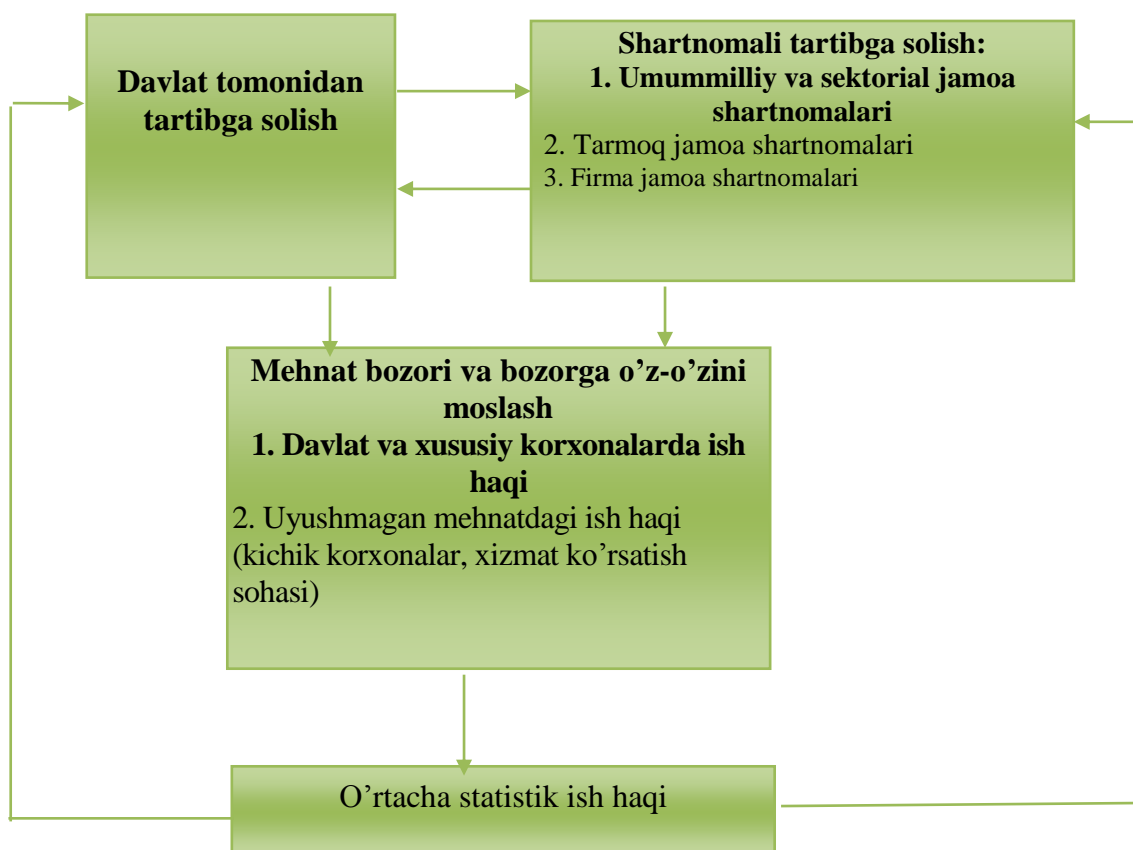 Davlat tomonidan
tartibga solish
Shartnomali tartibga solish:
1. Umummilliy va sektorial jamoa
shartnomalari
2. Tarmoq jamoa shartnomalari
3. Firma jamoa shartnomalari
Mehnat bozori va bozorga o’z-o’zini
moslash
1. Davlat va xususiy korxonalarda ish
haqi
2. Uyushmagan mehnatdagi ish haqi
(kichik korxonalar, xizmat ko’rsatish
sohasi)
O’rtacha statistik ish haqi